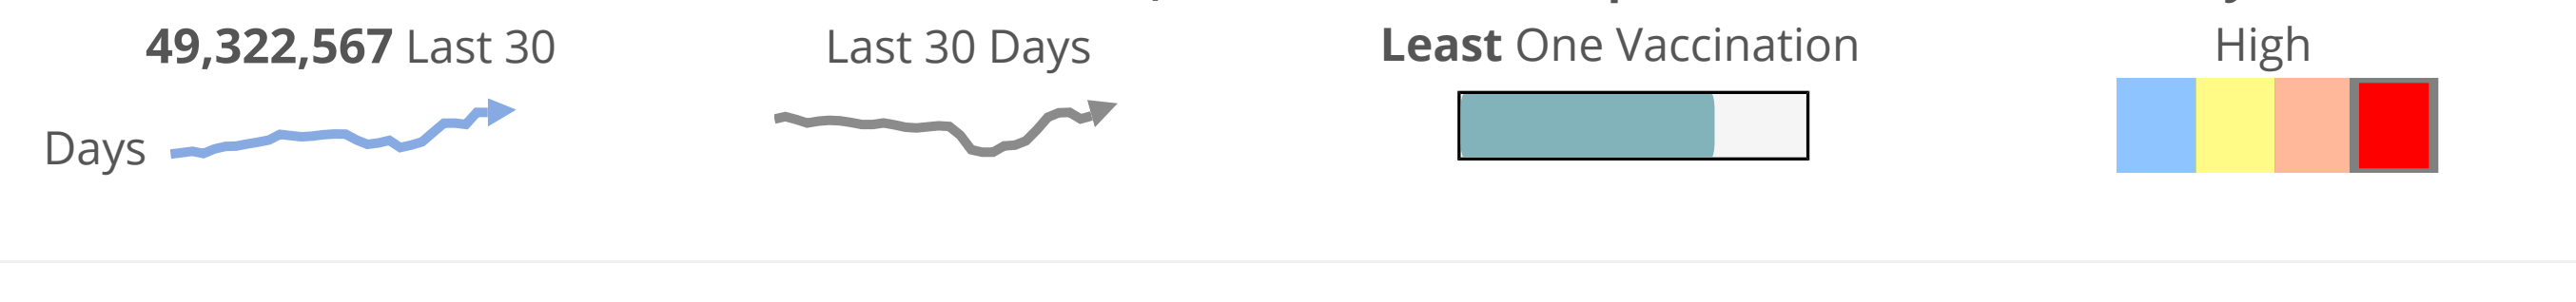 49,322,567 Last 30
Days
Last 30 Days
Least One Vaccination
High